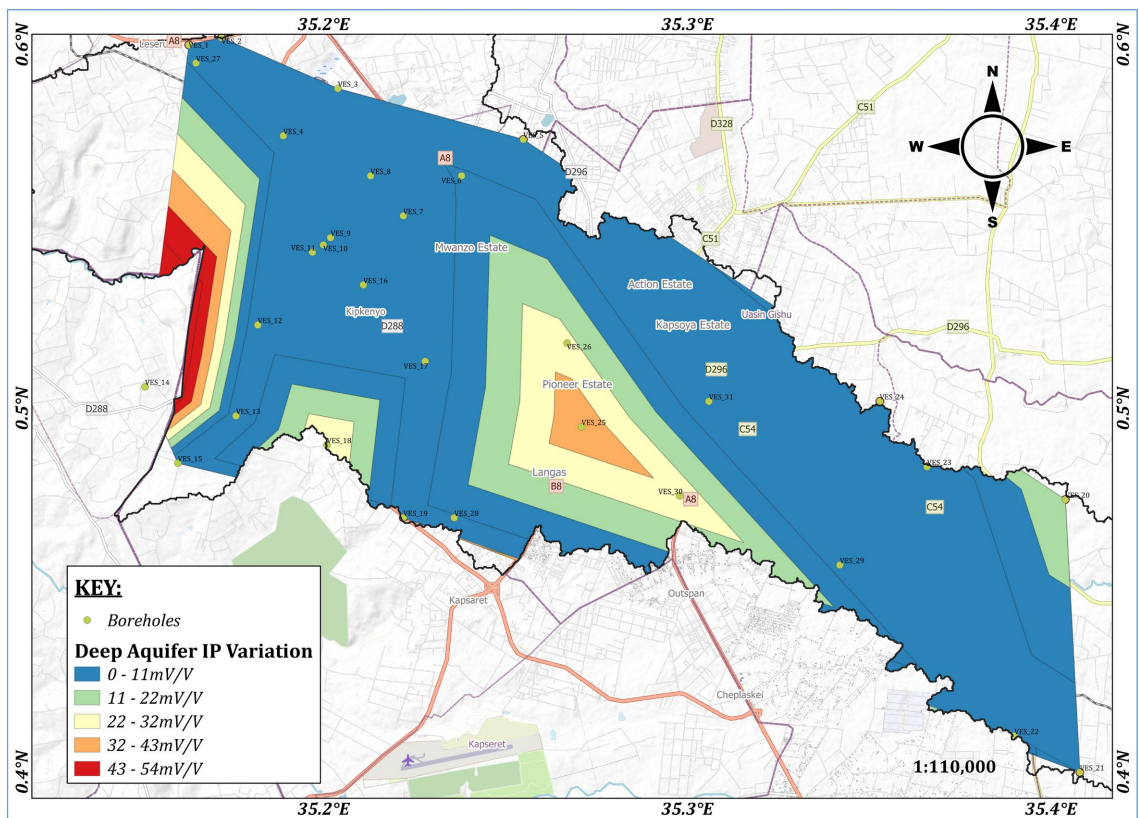 35.2°E 35.3°E 35.4°E
0.6°N 0.6°N
A8
VES_2
VES_1
VES_27
VES_3
C51
D328
N
VES_4
VES_5
W E
A8
D296
VES_8
VES_6
S
VES_7
C51
VES_9
Mwanzo Estate
VES_11 VES_10
VES_16
Action Estate
Kipkenyo
Uasin Gishu
VES_12
D288
Kapsoya Estate
D296
VES_26
VES_17
D296
VES_14
Pioneer Estate
D288
VES_31
VES_24
0.5°N 0.5°N
VES_13
VES_25
C54
VES_18
VES_15
VES_23
Langas
B8
VES_30
A8
VES_20
C54
VES_19
VES_28
VES_29
KEY:
Boreholes
Deep Aquifer IP Variation
0 - 11mV/V
11 - 22mV/V
22 - 32mV/V
32 - 43mV/V
43 - 54mV/V
Kapsaret
Outspan
Cheplaskei
Kapseret
VES_22
1:110,000
VES_21
0.4°N 0.4°N
35.2°E 35.3°E 35.4°E